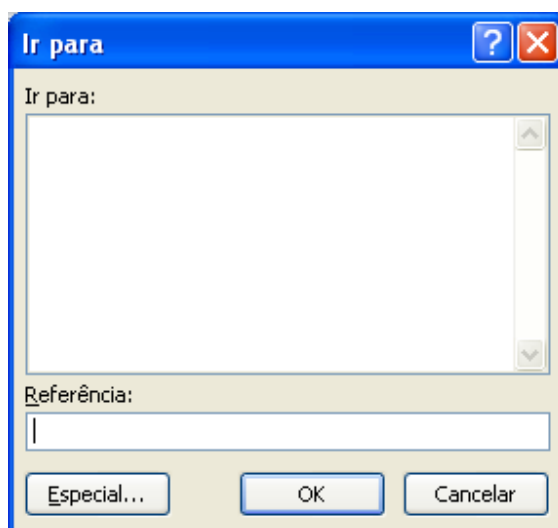 Ir para
Ir para:
Referência:
Especial...
OK
Cancelar